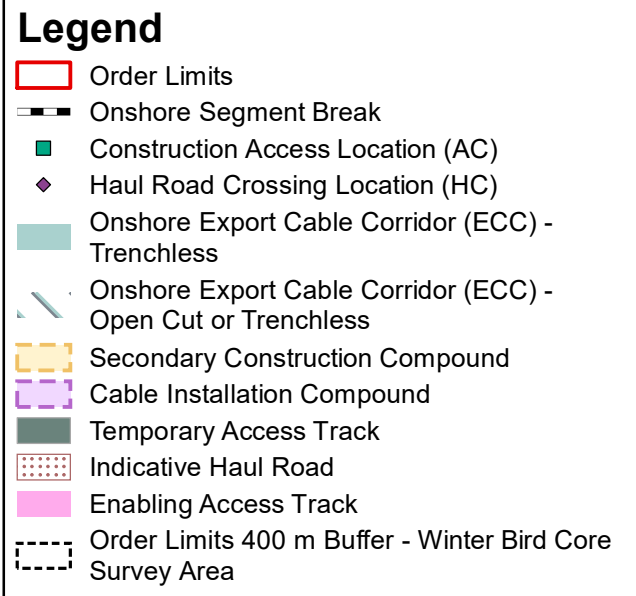 Legend
Order Limits
Onshore Segment Break
Construction Access Location (AC)
Haul Road Crossing Location (HC)
Onshore Export Cable Corridor (ECC) -
Trenchless
Onshore Export Cable Corridor (ECC) -
Open Cut or Trenchless
Secondary Construction Compound
Cable Installation Compound
Temporary Access Track
Indicative Haul Road
Enabling Access Track
Order Limits 400 m Buffer - Winter Bird Core
Survey Area